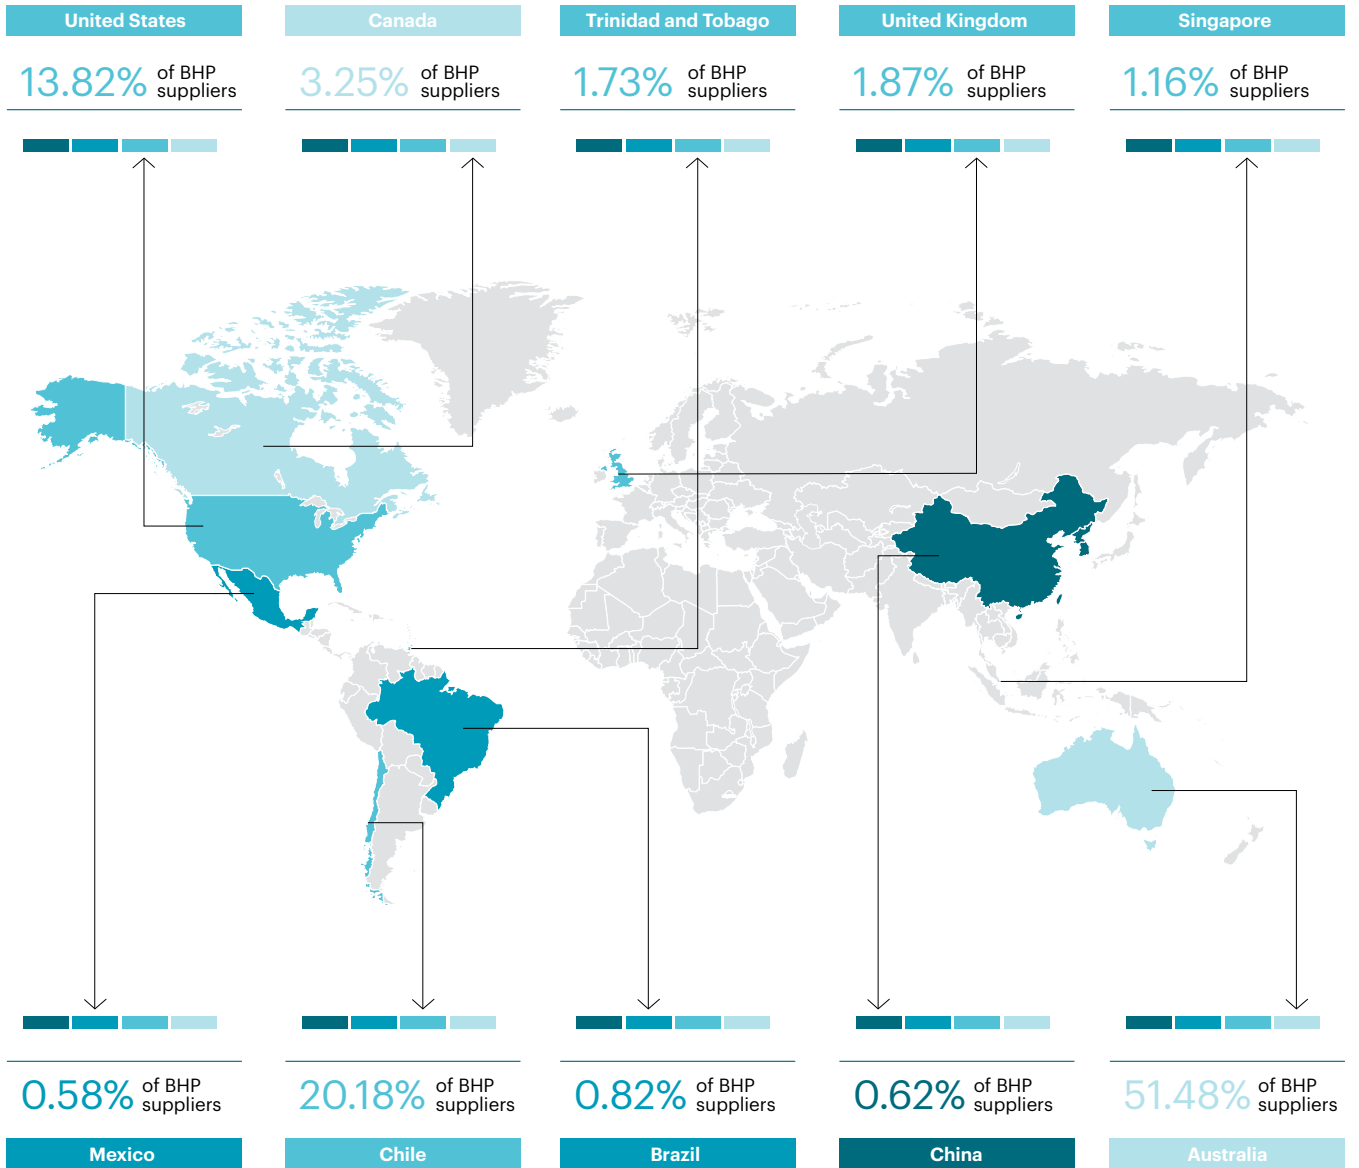 United States
13.82% of BHP
suppliers
Canada
3.25% of BHP
suppliers
Trinidad and Tobago
1.73% of BHP
suppliers
United Kingdom
1.87% of BHP
suppliers
Singapore
1.16% of BHP
suppliers
0.58% of BHP
suppliers
Mexico
20.18% of BHP
suppliers
Chile
0.82% of BHP
suppliers
Brazil
0.62% of BHP
suppliers
China
51.48% of BHP
suppliers
Australia